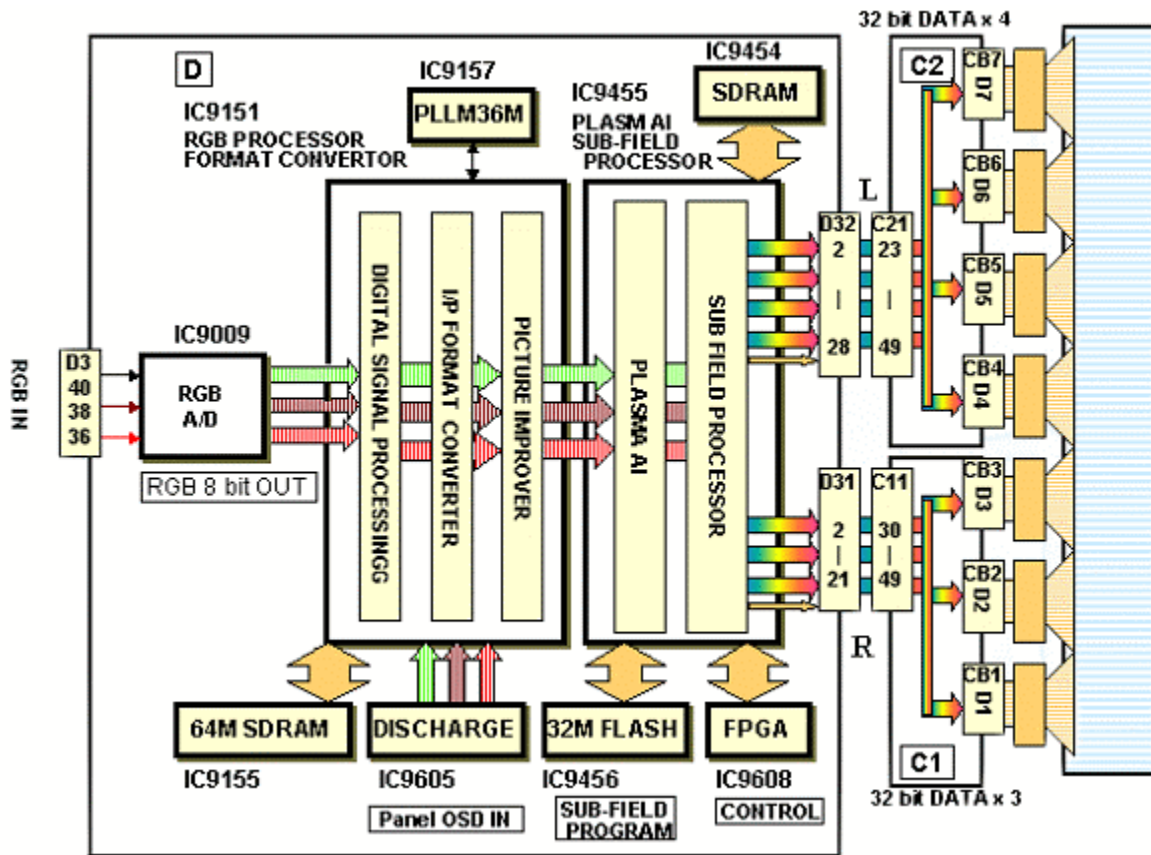 32 bit DATA x 4
D
IC9151
RGB PROCESSOR
FORMAT CONVERTOR
IC9157
PLLM36M
IC9455
PLASM AI
SUB-FIELD
PROCESSOR
IC9454
SDRAM
C2
CB7
D7
CB6
D6
CB5
D5
CB4
D4
L
D32
2
|
28
C21
23
|
49
DIGITAL SIGNAL PROCESSINGG
I/P FORMAT CONVERTER
PICTURE IMPROVER
PLASMA AI
SUB FIELD PROCESSOR
RGB IN
D3
40
38
36
IC9009
RGB
A/D
RGB 8 bit OUT
D31
2
|
21
C11
30
|
49
R
CB3
D3
CB2
D2
CB1
D1
C1
32 bit DATA x 3
64M SDRAM
IC9155
DISCHARGE
IC9605
Panel OSD IN
32M FLASH
IC9456
SUB-FIELD
PROGRAM
FPGA
IC9608
CONTROL